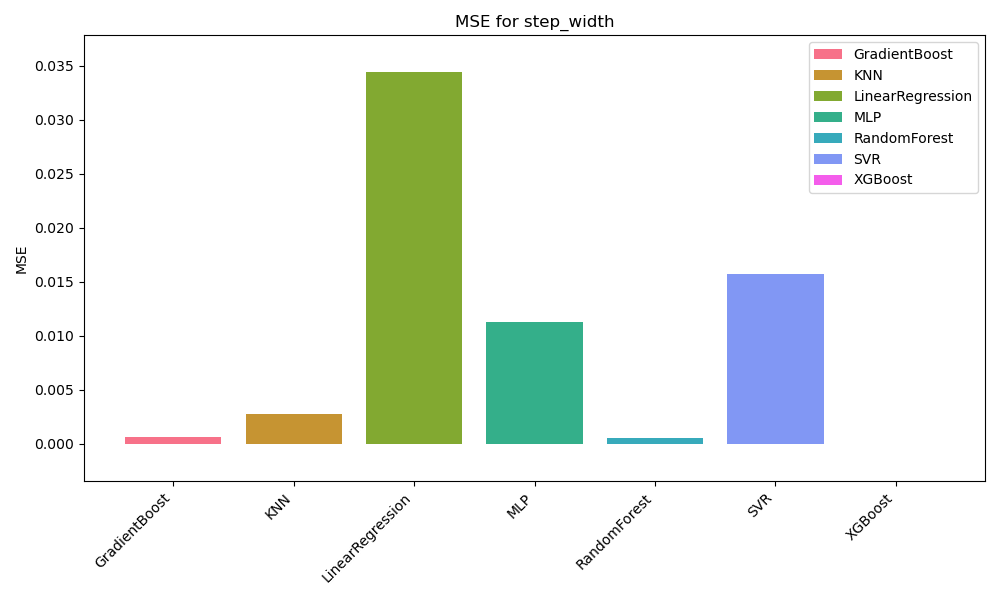 MSE for step_width
GradientBoost
KNN
LinearRegression
MLP
RandomForest
SVR
XGBoost
0.035
0.030
0.025
0.020
0.015
0.010
0.005
0.000
MSE
GradientBoost
KNN
LinearRegression
MLP
RandomForest
SVR
XGBoost